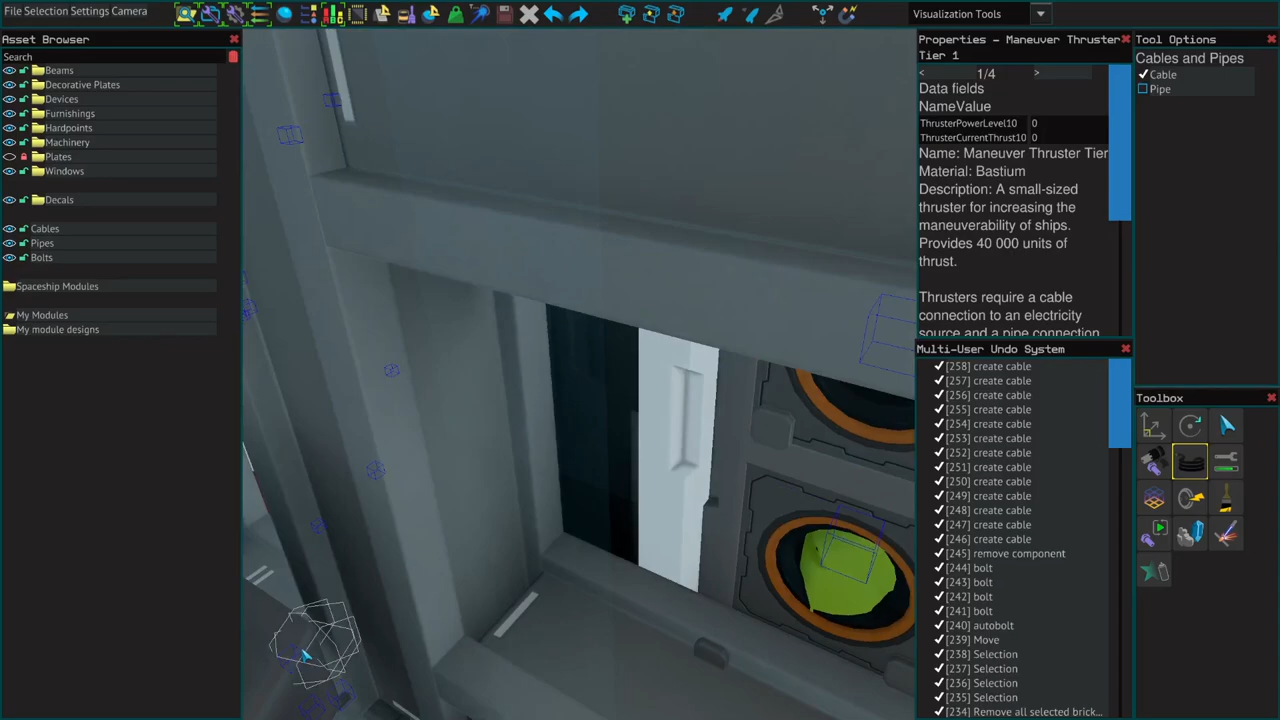 File Selection Settings Camera
Visualization Tools
Asset Browser
Search
Beams
Decorative Plates
Devices
Furnishings
Hardpoints
Machinery
Plates
Windows
Decals
Cables
Pipes
Bolts
Spaceship Modules
My Modules
My module designs
Properties - Maneuver Thruster
Tier 1
< 1/4 >
Data fields
NameValue
ThrusterPowerLevel10 0
ThrusterCurrentThrust10 0
Name: Maneuver Thruster Tier
Material: Bastium
Description: A small-sized
thruster for increasing the
maneuverability of ships.
Provides 40 000 units of
thrust.
Thrusters require a cable
connection to an electricity
source and a pipe connection
Multi-User Undo System
[258] create cable
[257] create cable
[256] create cable
[255] create cable
[254] create cable
[253] create cable
[252] create cable
[251] create cable
[250] create cable
[249] create cable
[248] create cable
[247] create cable
[246] create cable
[245] remove component
[244] bolt
[243] bolt
[242] bolt
[241] bolt
[240] autobolt
[239] Move
[238] Selection
[237] Selection
[236] Selection
[235] Selection
[234] Remove all selected brick...
Tool Options
Cables and Pipes
Cable
Pipe
Toolbox